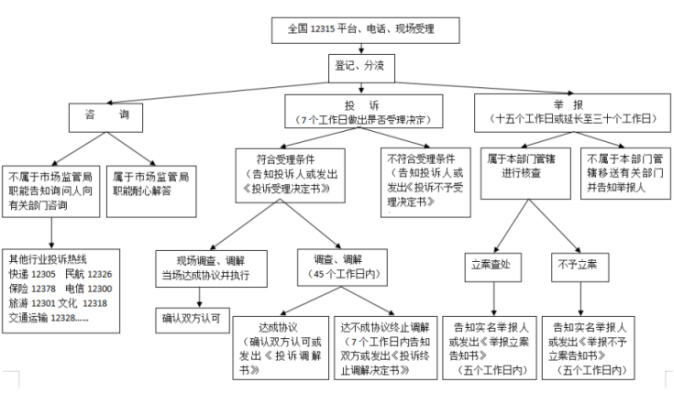 全国 12315 平台、电话、现场受理
登记、分流
咨 询
投 诉
（7 个工作日做出是否受理决定）
举 报
（十五个工作日或延长至三十个工作日）
不属于市场监管局
职能告知询问人向
有关部门咨询
属于市场监管局
职能耐心解答
符合受理条件
（告知投诉人或发出
《投诉受理决定书》）
不符合受理条件
（告知投诉人或
发出《投诉不予受
理决定书》
属于本部门管辖
进行核查
不属于本部门管
辖移送有关部门
并告知举报人
其他行业投诉热线
快递 12305 民航 12326
保险 12378 电信 12300
旅游 12301 文化 12318
交通运输 12328……
现场调查、调解
当场达成协议并执行
调查、调解
（45 个工作日内）
立案查处
不予立案
确认双方认可
达成协议
（确认双方认可或
发出《投诉调解
书》）
达不成协议终止调解
（7 个工作日内告知
双方或发出《投诉终
止调解决定书》）
告知实名举报人
或发出《举报立案
告知书》
（五个工作日内）
告知实名举报人
或发出《举报不予
立案告知书》
（五个工作日内）